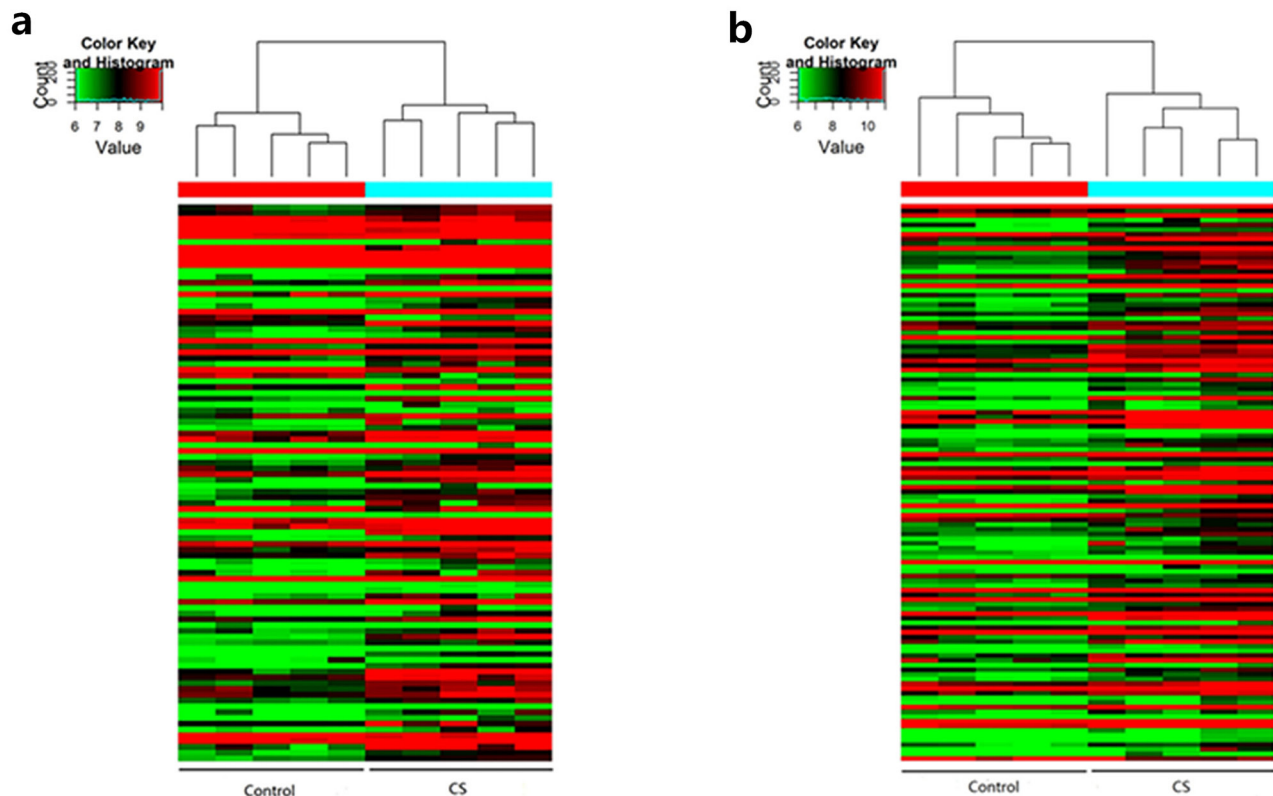 a
Color Key
and Histogram
Count
0 200
6 7 8 9
Value
Control
CS
b
Color Key
and Histogram
Count
0 200
6 8 10
Value
Control
CS